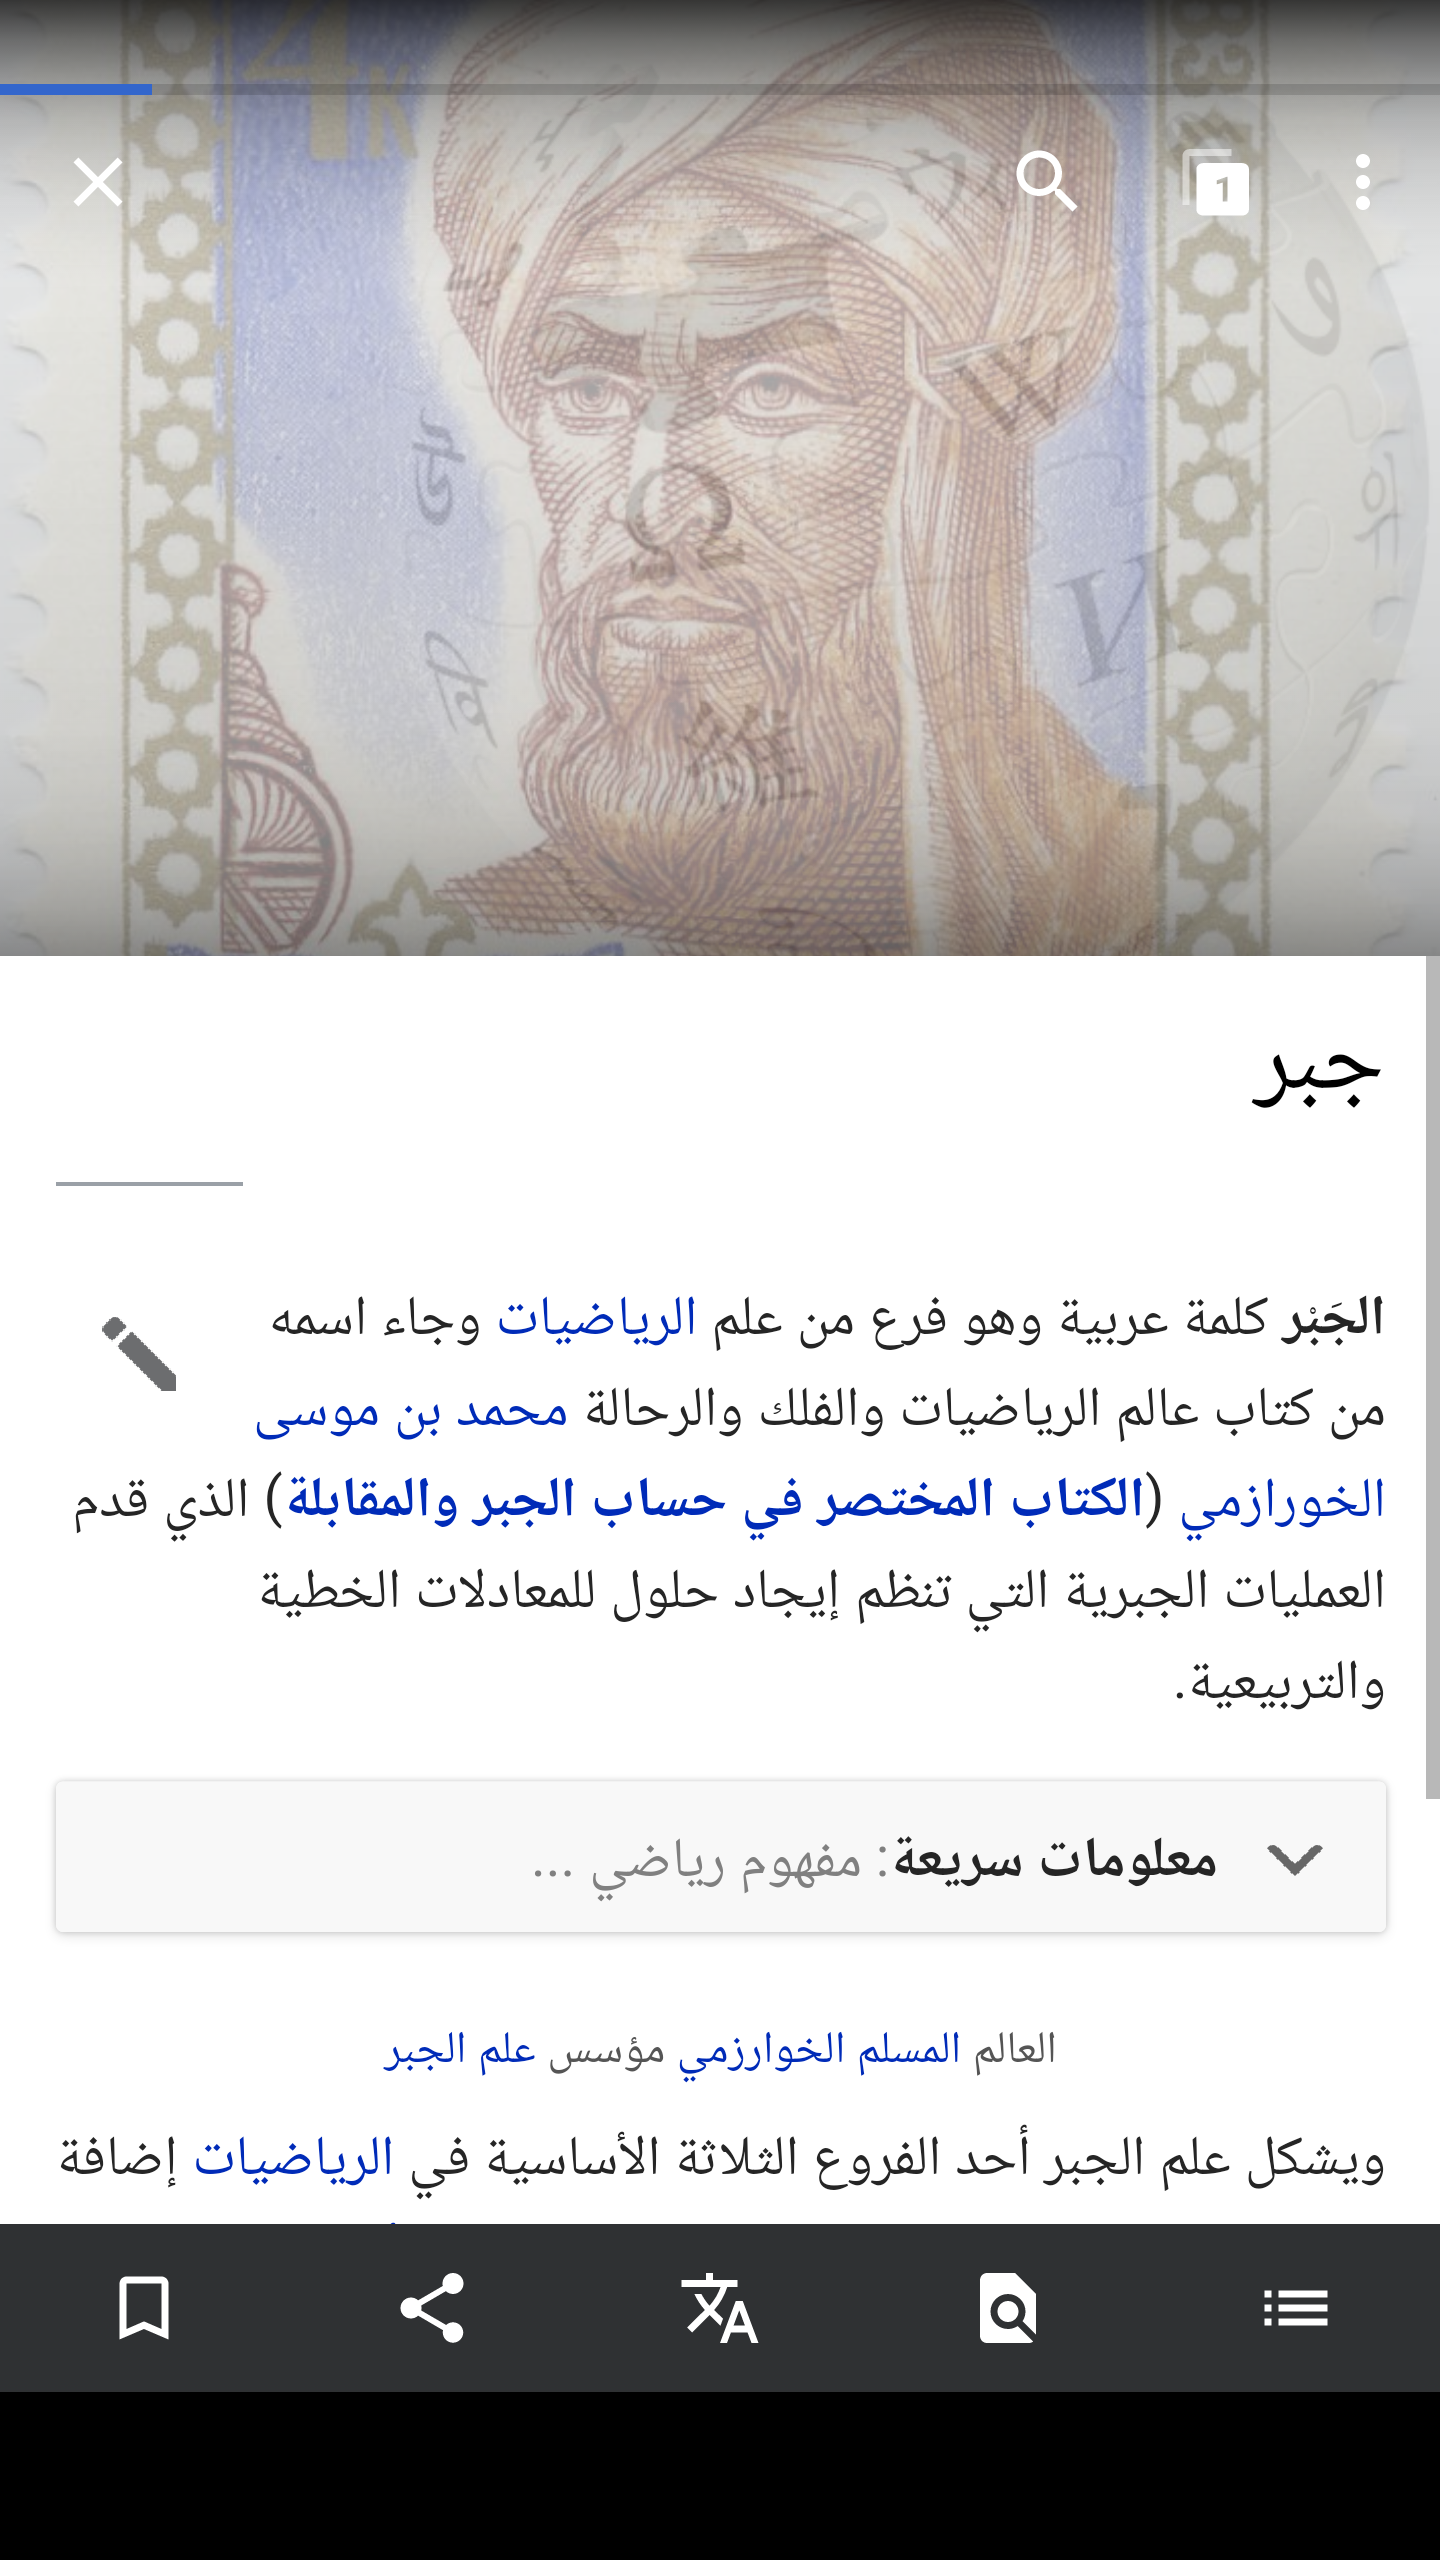 4K
1
Ω
W
V
維
جبر
الجَبْر كلمة عربية وهو فرع من علم الرياضيات وجاء اسمه
من كتاب عالم الرياضيات والفلك والرحالة محمد بن موسى
الخورازمي (الكتاب المختصر في حساب الجبر والمقابلة) الذي قدم
العمليات الجبرية التي تنظم إيجاد حلول للمعادلات الخطية
والتربيعية.
معلومات سريعة: مفهوم رياضي ...
العالم المسلم الخوارزمي مؤسس علم الجبر
ويشكل علم الجبر أحد الفروع الثلاثة الأساسية في الرياضيات إضافة